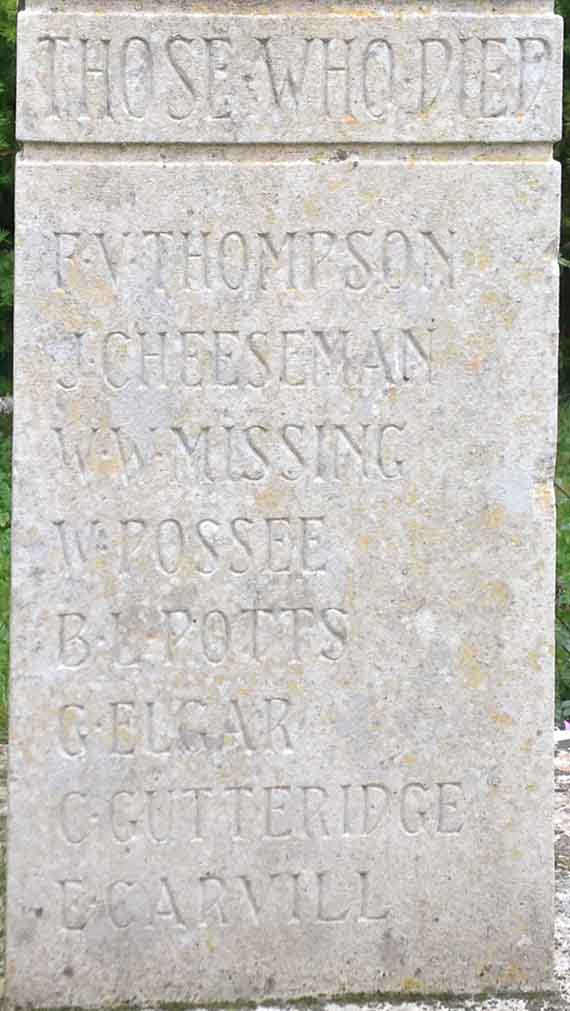 THOSE·WHO·DIED
F·V·THOMPSON
J·CHEESEMAN
W·W·MISSING
W·POSSEE
B·L·POTTS
G·ELGAR
C·GUTTERIDGE
E·CARVILL